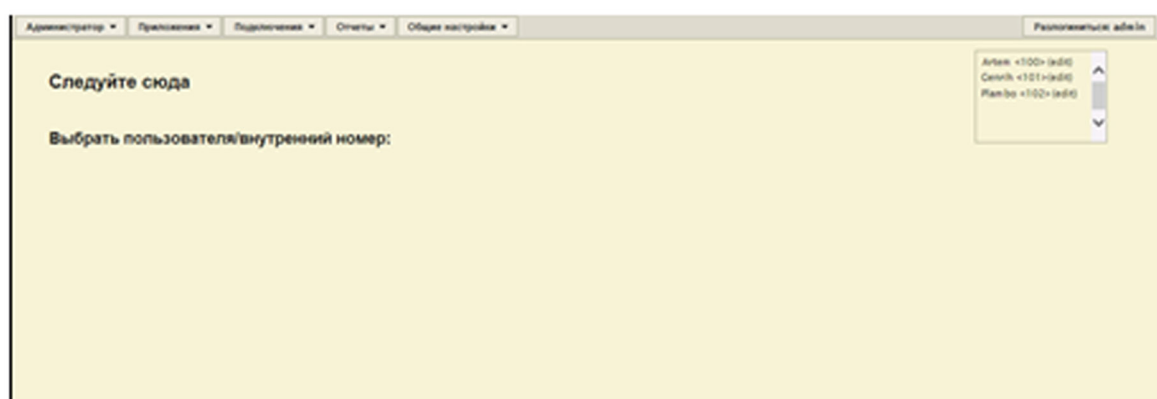 Администратор Приложения Подключения Отчеты Общие настройки Разлогиниться: admin
Следуйте сюда
Artem <100> (edit)
Genrih <101> (edit)
Rambo <102> (edit)
Выбрать пользователя/внутренний номер: